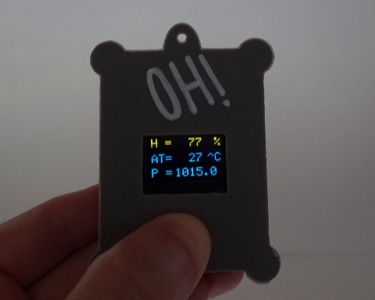 OH!
H = 77 %
AT= 27 ^C
P =1015.0